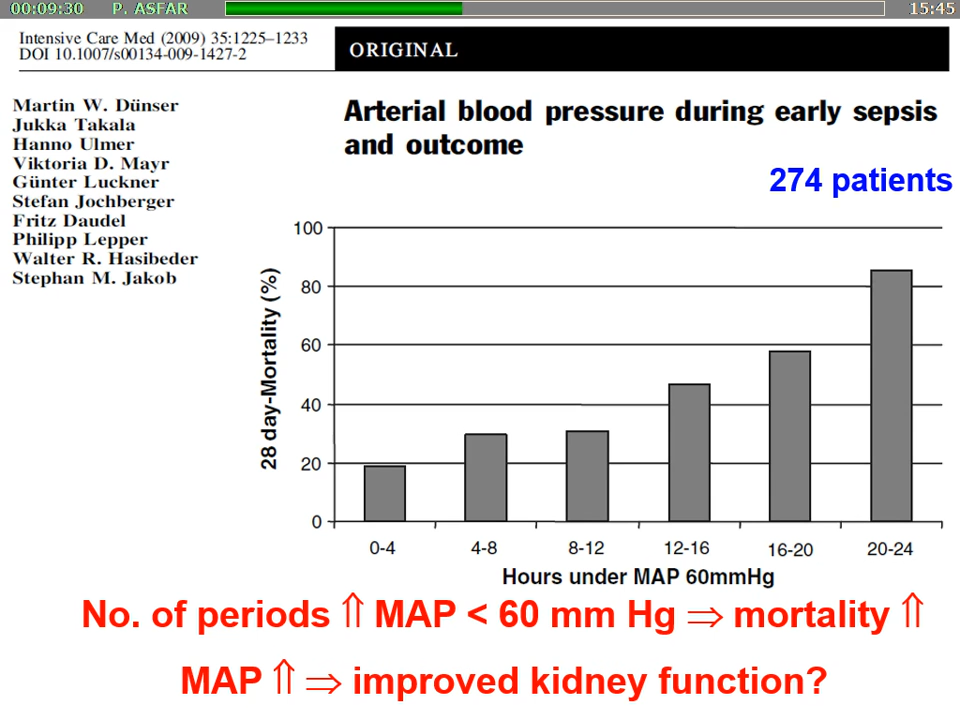 00:09:30 P. ASFAR 15:45
Intensive Care Med (2009) 35:1225–1233
DOI 10.1007/s00134-009-1427-2
ORIGINAL
Martin W. Dünser
Jukka Takala
Hanno Ulmer
Viktoria D. Mayr
Günter Luckner
Stefan Jochberger
Fritz Daudel
Philipp Lepper
Walter R. Hasibeder
Stephan M. Jakob
Arterial blood pressure during early sepsis
and outcome
274 patients
28 day-Mortality (%)
100
80
60
40
20
0
0-4 4-8 8-12 12-16 16-20 20-24
Hours under MAP 60mmHg
No. of periods ⇑ MAP < 60 mm Hg ⇒ mortality ⇑
MAP ⇑ ⇒ improved kidney function?